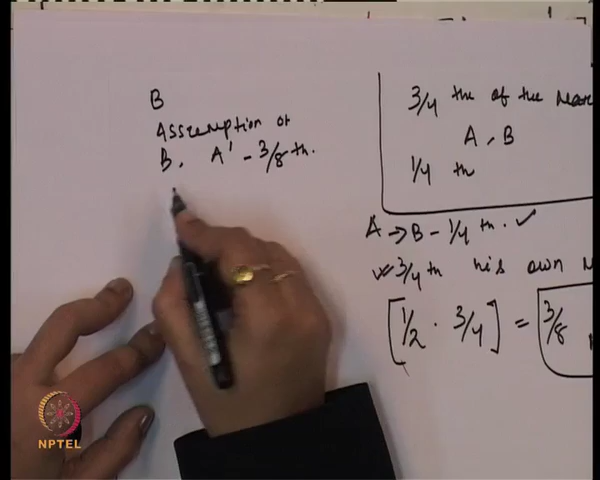 B
Assumption of
B, A' - 3/8 th.
3/4 the of the
A, B
1/4 th
A → B - 1/4 th. ✓
3/4 th his own
[1/2 · 3/4] = 3/8
NPTEL